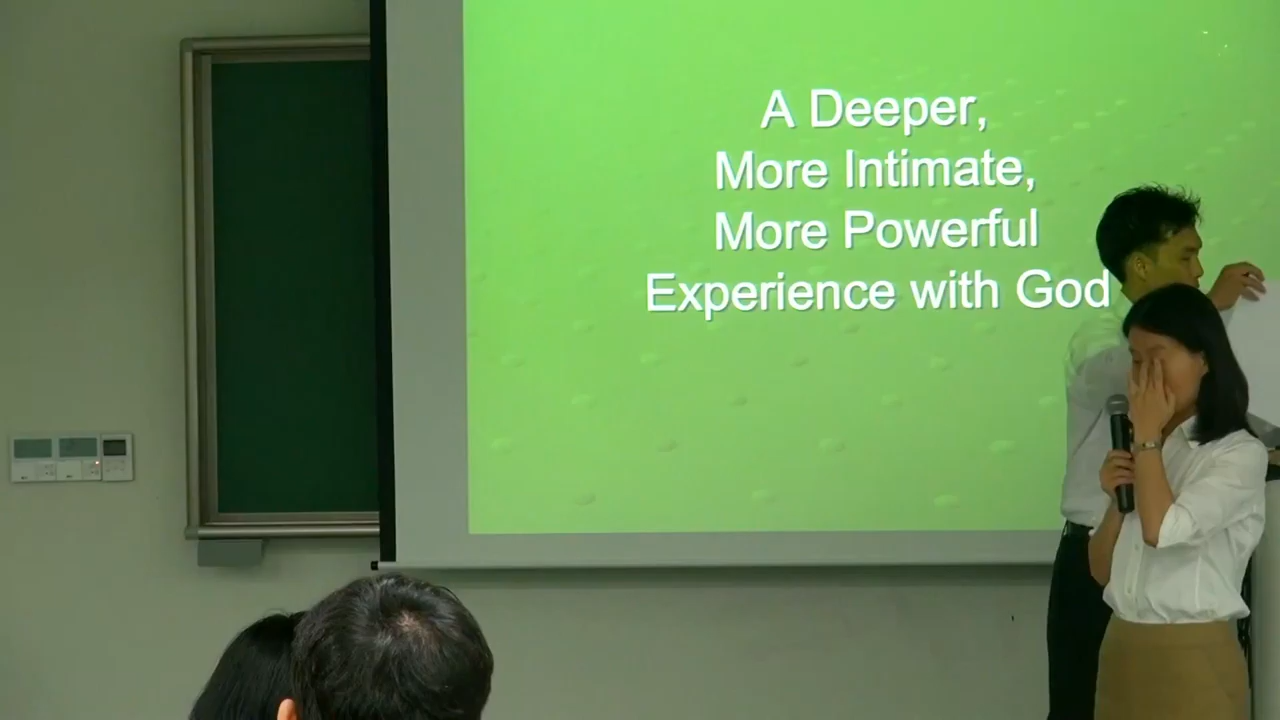 A Deeper,
More Intimate,
More Powerful
Experience with God